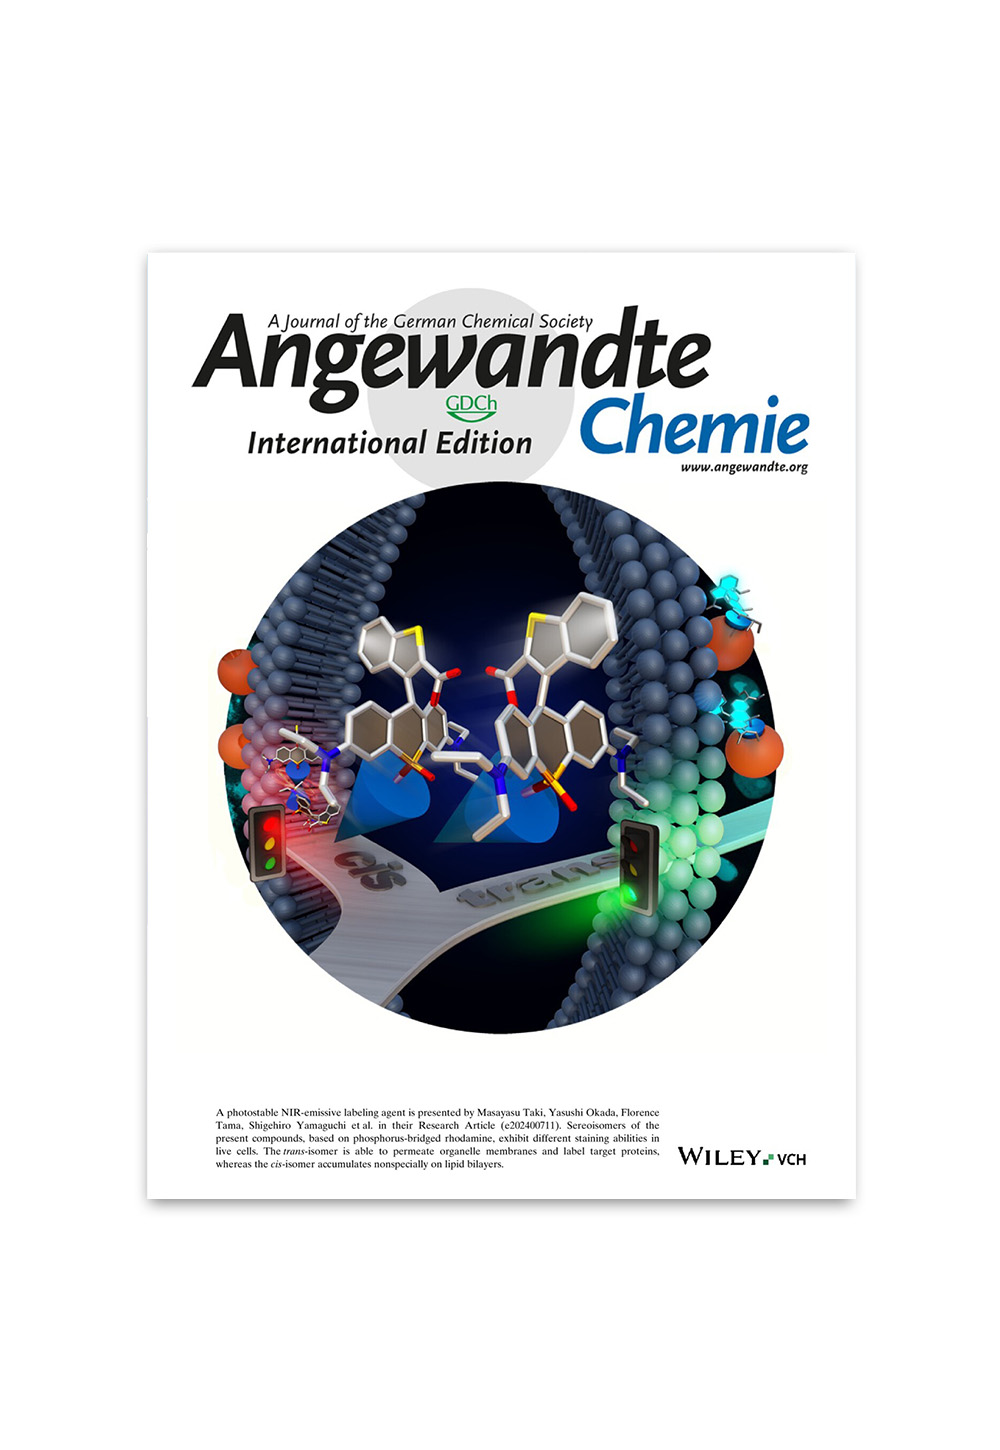 A Journal of the German Chemical Society
Angewandte
GDCh
Chemie
International Edition
www.angewandte.org
cis
trans
A photostable NIR-emissive labeling agent is presented by Masayasu Taki, Yasushi Okada, Florence
Tama, Shigehiro Yamaguchi et al. in their Research Article (e202400711). Sereoisomers of the
present compounds, based on phosphorus-bridged rhodamine, exhibit different staining abilities in
live cells. The trans-isomer is able to permeate organelle membranes and label target proteins,
whereas the cis-isomer accumulates nonspecially on lipid bilayers.
WILEY-VCH